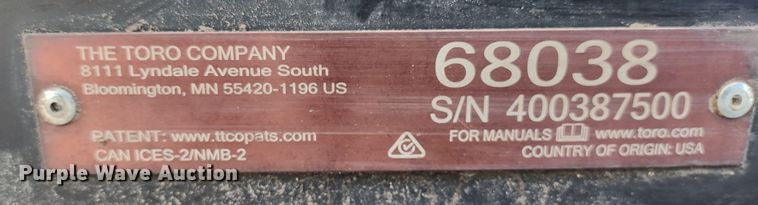 THE TORO COMPANY
8111 Lyndale Avenue South
Bloomington, MN 55420-1196 US
68038
S/N 400387500
PATENT: www.ttcopats.com
CAN ICES-2/NMB-2
FOR MANUALS www.toro.com
COUNTRY OF ORIGIN: USA
Purple Wave Auction